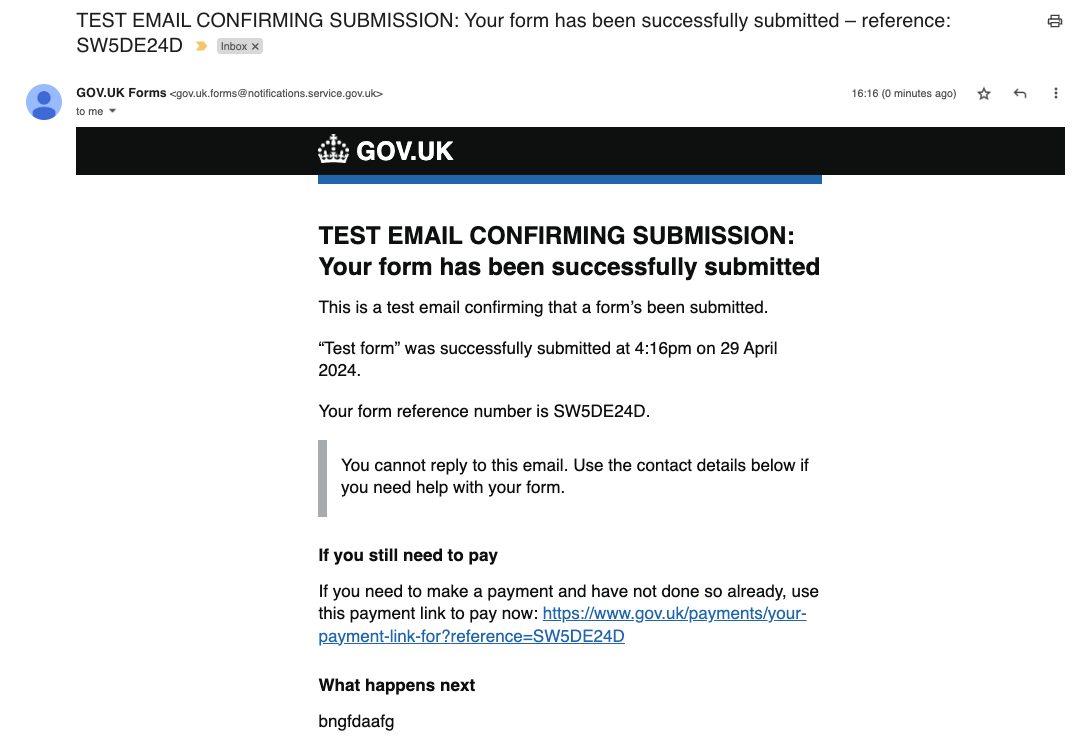 TEST EMAIL CONFIRMING SUBMISSION: Your form has been successfully submitted – reference:
SW5DE24D Inbox ×
GOV.UK Forms <gov.uk.forms@notifications.service.gov.uk>
16:16 (0 minutes ago)
to me
GOV.UK
TEST EMAIL CONFIRMING SUBMISSION:
Your form has been successfully submitted
This is a test email confirming that a form’s been submitted.
“Test form” was successfully submitted at 4:16pm on 29 April
2024.
Your form reference number is SW5DE24D.
You cannot reply to this email. Use the contact details below if
you need help with your form.
If you still need to pay
If you need to make a payment and have not done so already, use
this payment link to pay now: https://www.gov.uk/payments/your-
payment-link-for?reference=SW5DE24D
What happens next
bngfdaafg